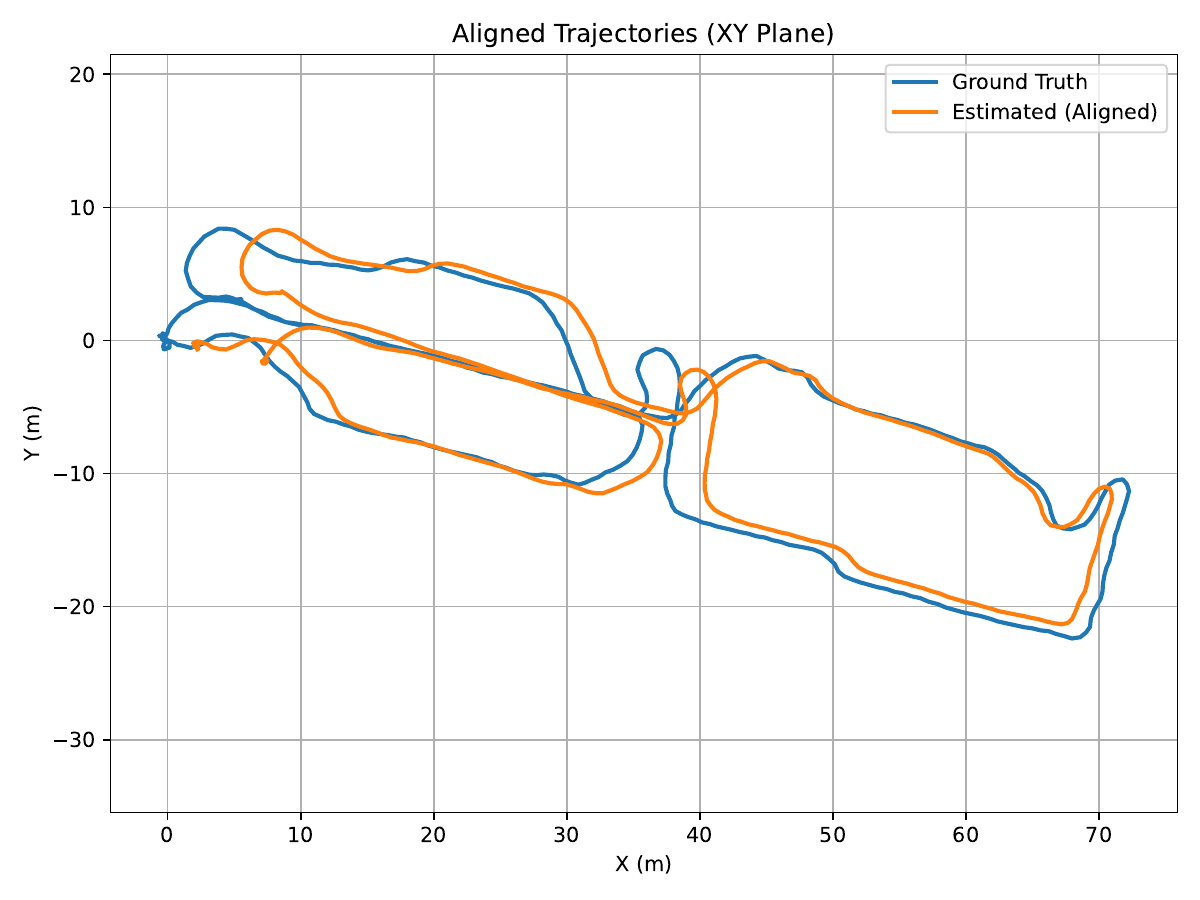 Aligned Trajectories (XY Plane)
Ground Truth
Estimated (Aligned)
20
10
0
−10
−20
−30
Y (m)
0 10 20 30 40 50 60 70
X (m)